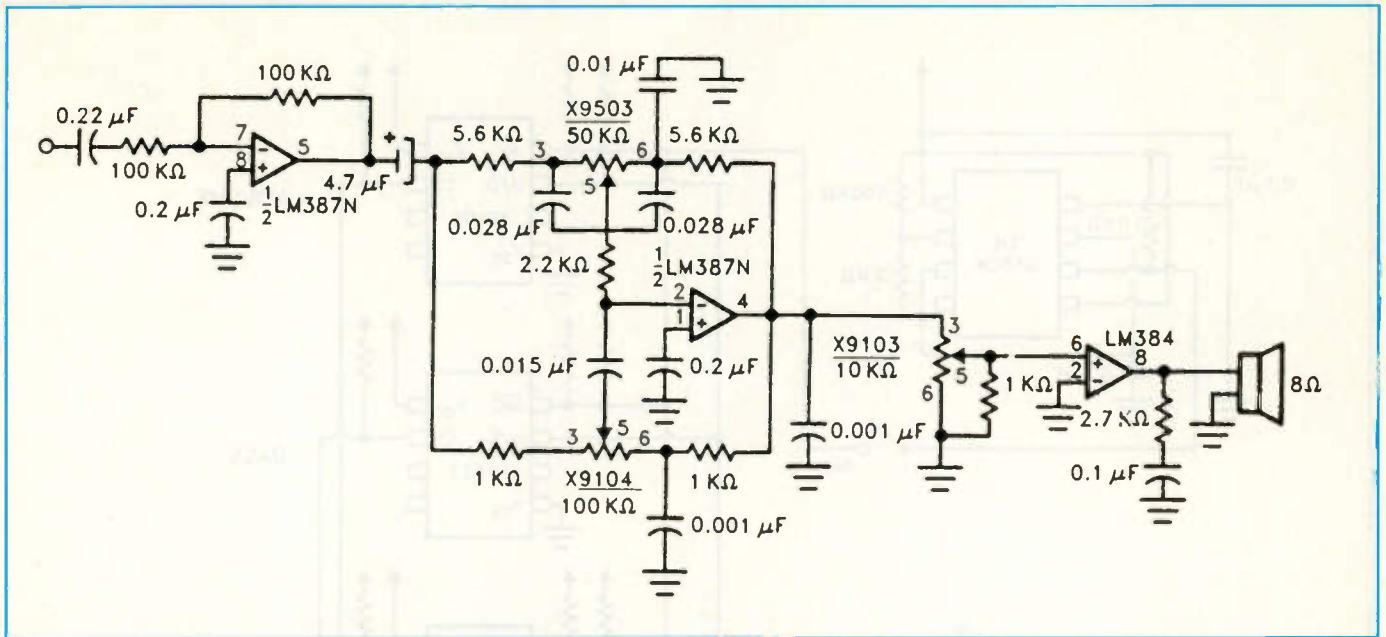 0.01 μF
100 KΩ
0.22 μF
X9503
50 KΩ
5.6 KΩ
5.6 KΩ
7
8
5
3
6
+
-
+
100 KΩ
4.7 μF
5
½ LM387N
0.2 μF
0.028 μF
0.028 μF
2.2 KΩ
½ LM387N
2
-
4
1
+
3
X9103
10 KΩ
LM384
6
+
8
5
2
-
1 KΩ
8Ω
0.015 μF
0.2 μF
6
2.7 KΩ
3
5
6
0.001 μF
1 KΩ
X9104
100 KΩ
1 KΩ
0.1 μF
0.001 μF